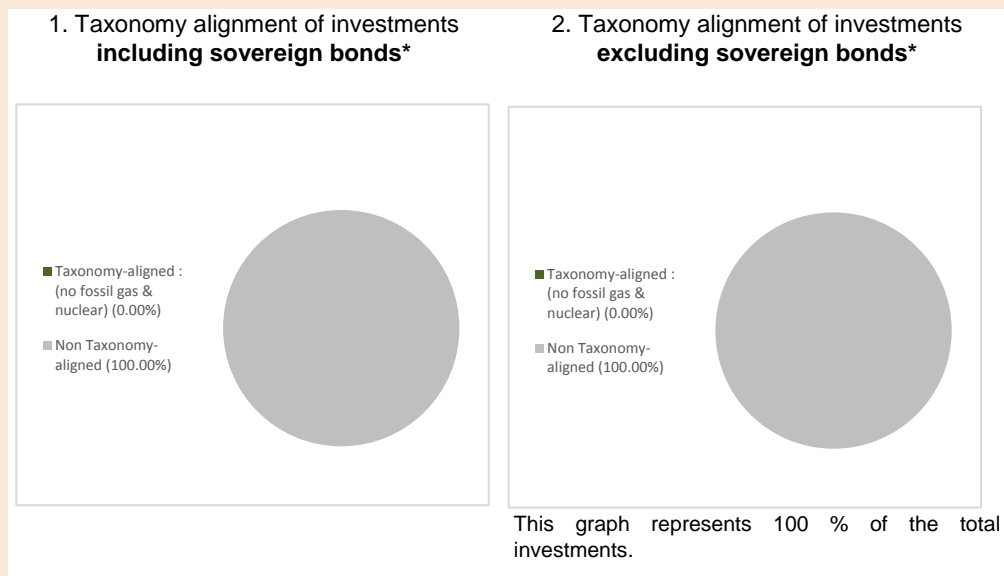 1. Taxonomy alignment of investments
including sovereign bonds*
Taxonomy-aligned :
(no fossil gas &
nuclear) (0.00%)
Non Taxonomy-
aligned (100.00%)
2. Taxonomy alignment of investments
excluding sovereign bonds*
Taxonomy-aligned :
(no fossil gas &
nuclear) (0.00%)
Non Taxonomy-
aligned (100.00%)
This graph represents 100 % of the total
investments.